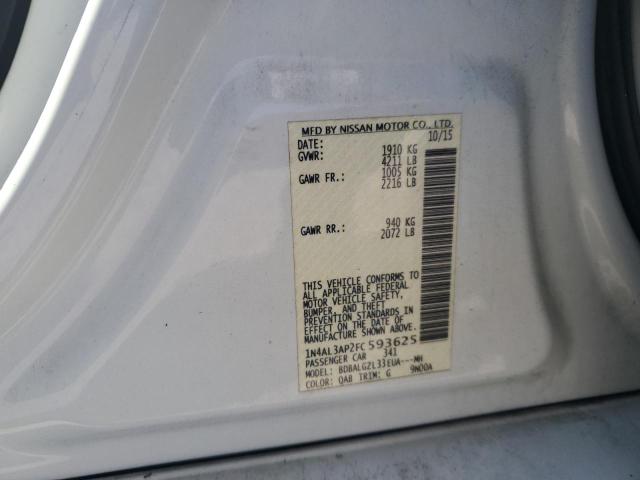 MFD BY NISSAN MOTOR CO., LTD.
DATE: 10/15
GVWR: 1910 KG
4211 LB
GAWR FR.: 1005 KG
2216 LB
GAWR RR.: 940 KG
2072 LB
THIS VEHICLE CONFORMS TO
ALL APPLICABLE FEDERAL
MOTOR VEHICLE SAFETY,
BUMPER, AND THEFT
PREVENTION STANDARDS IN
EFFECT ON THE DATE OF
MANUFACTURE SHOWN ABOVE.
1N4AL3AP2FC593625
PASSENGER CAR 341
MODEL: BDBALGZL33EUA---MH
COLOR: QAB TRIM: G 9N00A